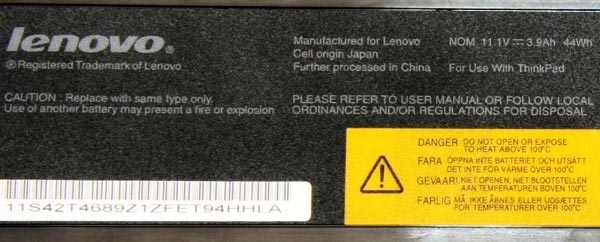 lenovo®
® Registered Trademark of Lenovo
Manufactured for Lenovo
Cell origin Japan
Further processed in China
NOM 11.1V⎓3.9Ah 44Wh
For Use With ThinkPad
CAUTION : Replace with same type only.
Use of another battery may present a fire or explosion
PLEASE REFER TO USER MANUAL OR FOLLOW LOCAL
ORDINANCES AND/OR REGULATIONS FOR DISPOSAL
DANGER DO NOT OPEN OR EXPOSE
TO HEAT ABOVE 100°C
FARA ÖPPNA INTE BATTERIET OCH UTSÄTT
DET INTE FÖR VÄRME ÖVER 100°C
GEVAAR! NIET OPENEN, NIET BLOOTSTELLEN
AAN TEMPERATUREN BOVEN 100°C
FARLIG MÅ IKKE ÅBNES ELLER UDSÆTTES
FOR TEMPERATURER OVER 100°C
11S42T4689Z1ZFET94HHLA